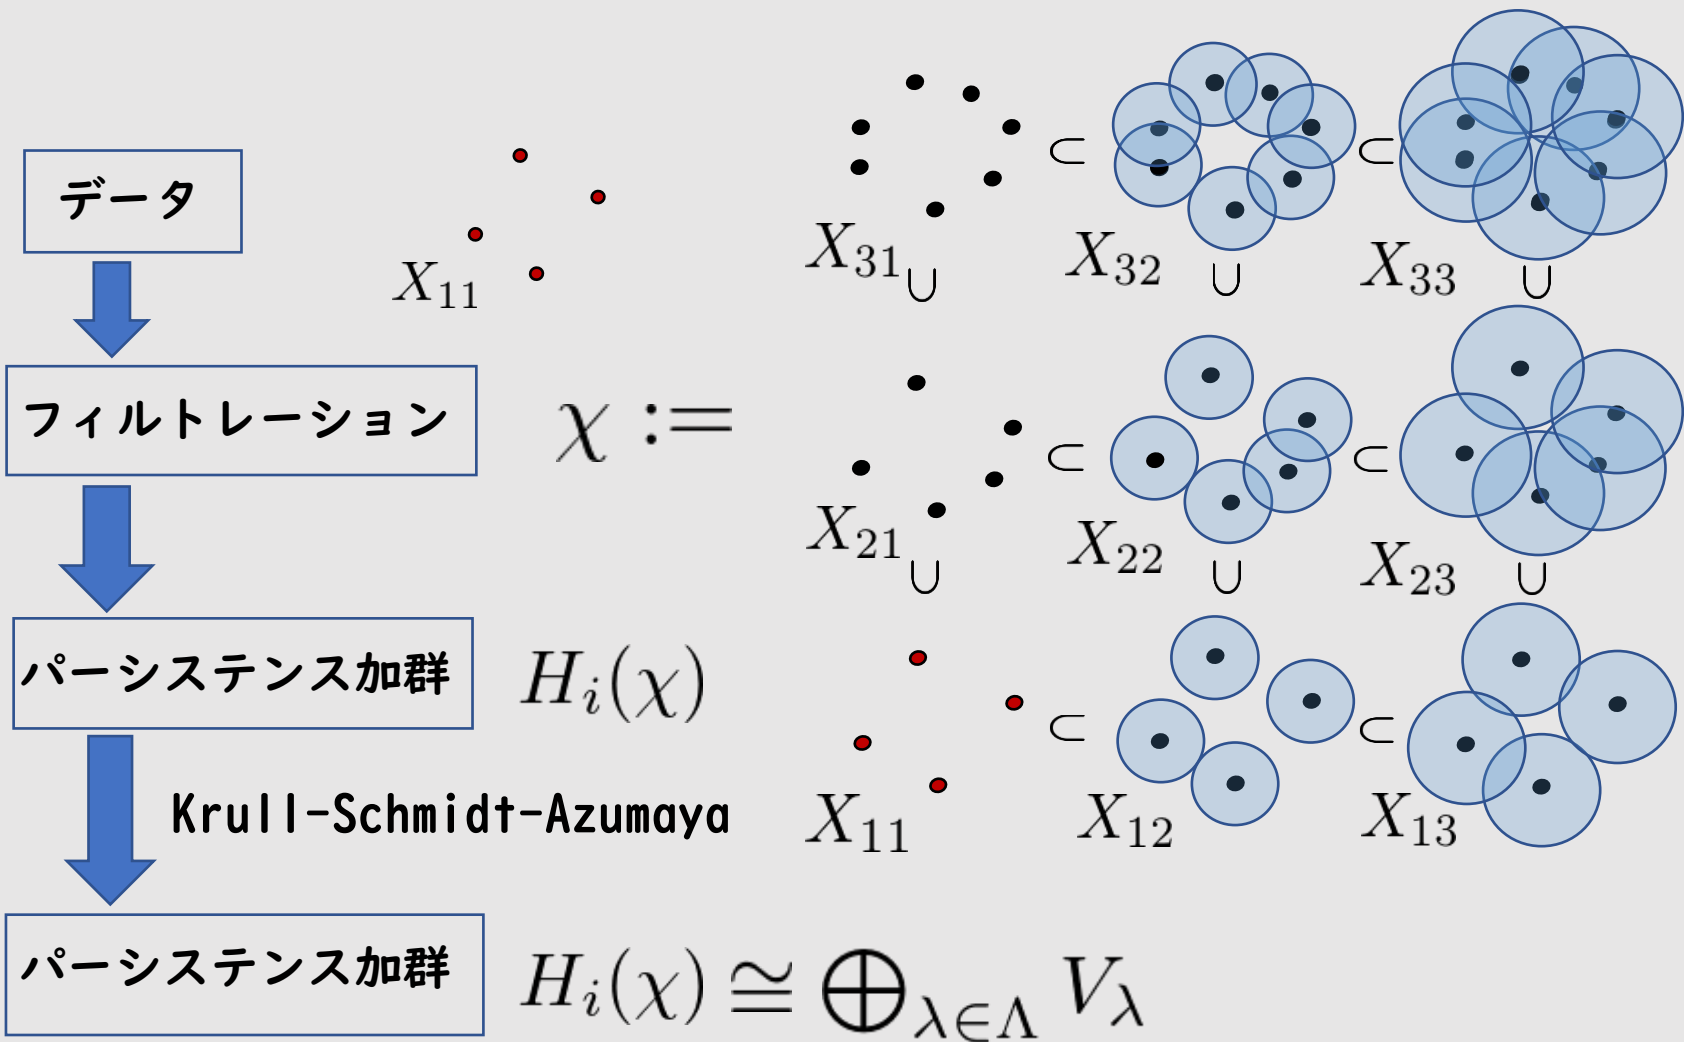 データ
X₁₁
フィルトレーション
χ :=
X₃₁ ⊂ X₃₂ ⊂ X₃₃
∪ ∪ ∪
X₂₁ ⊂ X₂₂ ⊂ X₂₃
∪ ∪ ∪
X₁₁ ⊂ X₁₂ ⊂ X₁₃
パーシステンス加群
Hᵢ(χ)
Krull-Schmidt-Azumaya
パーシステンス加群
Hᵢ(χ) ≅ ⨁_{λ∈Λ} V_λ